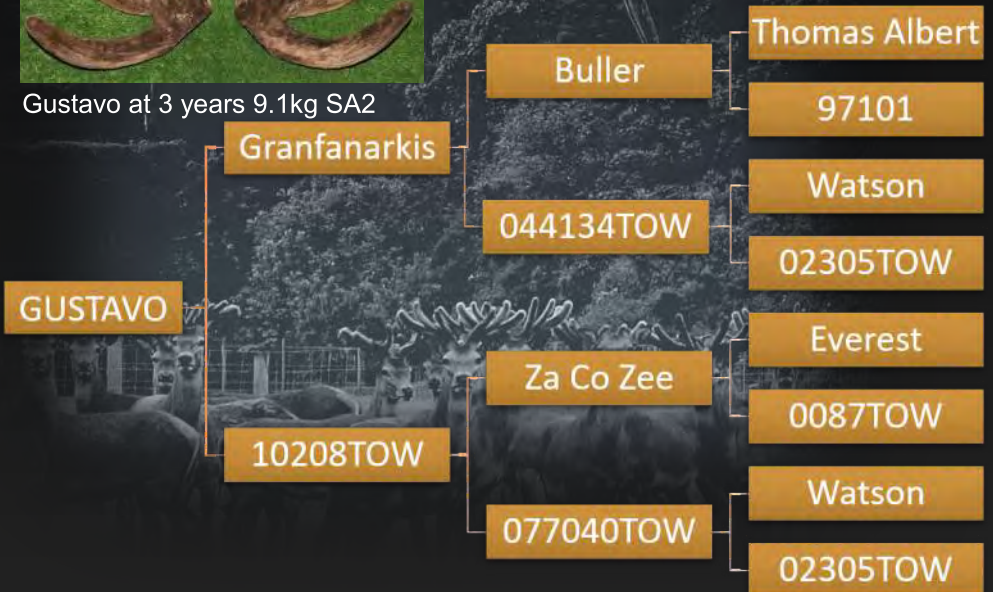 Gustavo at 3 years 9.1kg SA2
GUSTAVO
Granfanarkis
10208TOW
Buller
044134TOW
Za Co Zee
077040TOW
Thomas Albert
97101
Watson
02305TOW
Everest
0087TOW
Watson
02305TOW